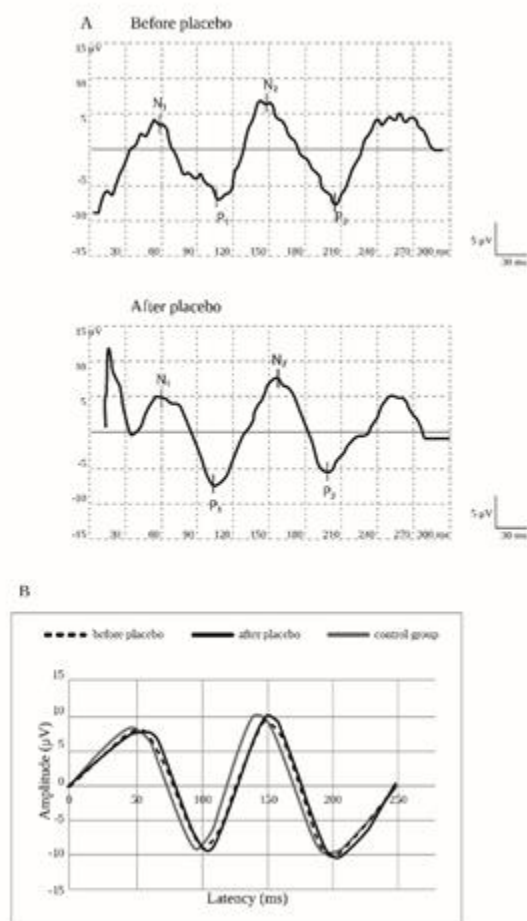 A Before placebo
15 μV
10
5
-5
-10
-15
N₁
N₂
P₁
P₂
30 60 90 120 150 180 210 240 270 300 msc
5 μV
30 ms
After placebo
15 μV
10
5
-5
-10
-15
N₁
N₂
P₁
P₂
30 60 90 120 150 180 210 240 270 300 msc
5 μV
30 ms
B
before placebo after placebo control group
15
10
5
0
-5
-10
-15
Amplitude (μV)
0 50 100 150 200 250
Latency (ms)